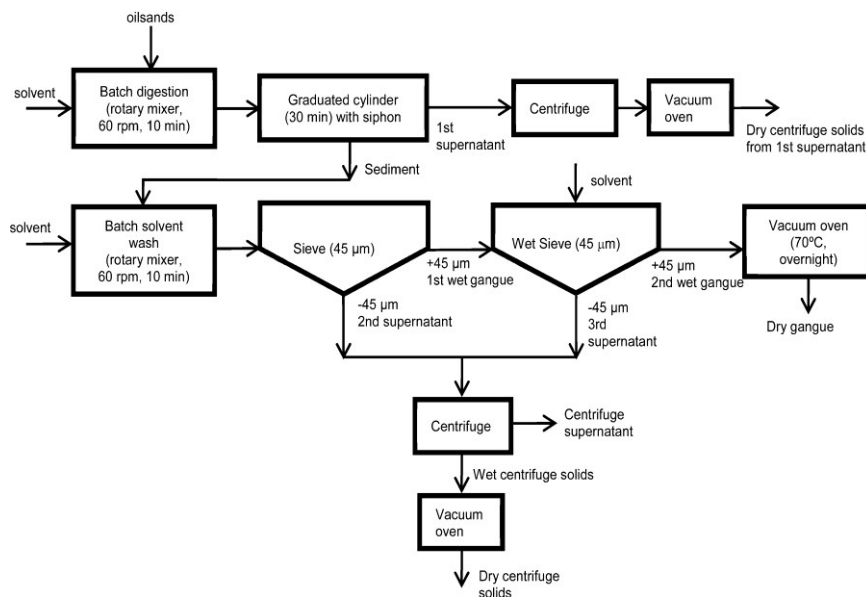 oilsands
solvent
Batch digestion
(rotary mixer,
60 rpm, 10 min)
Graduated cylinder
(30 min) with siphon
1st
supernatant
Centrifuge
Vacuum
oven
Dry centrifuge solids
from 1st supernatant
Sediment
solvent
solvent
Batch solvent
wash
(rotary mixer,
60 rpm, 10 min)
Sieve (45 µm)
+45 µm
1st wet gangue
Wet Sieve (45 µm)
+45 µm
2nd wet gangue
Vacuum oven
(70ºC,
overnight)
-45 µm
2nd supernatant
-45 µm
3rd
supernatant
Dry gangue
Centrifuge
Centrifuge
supernatant
Wet centrifuge solids
Vacuum
oven
Dry centrifuge
solids